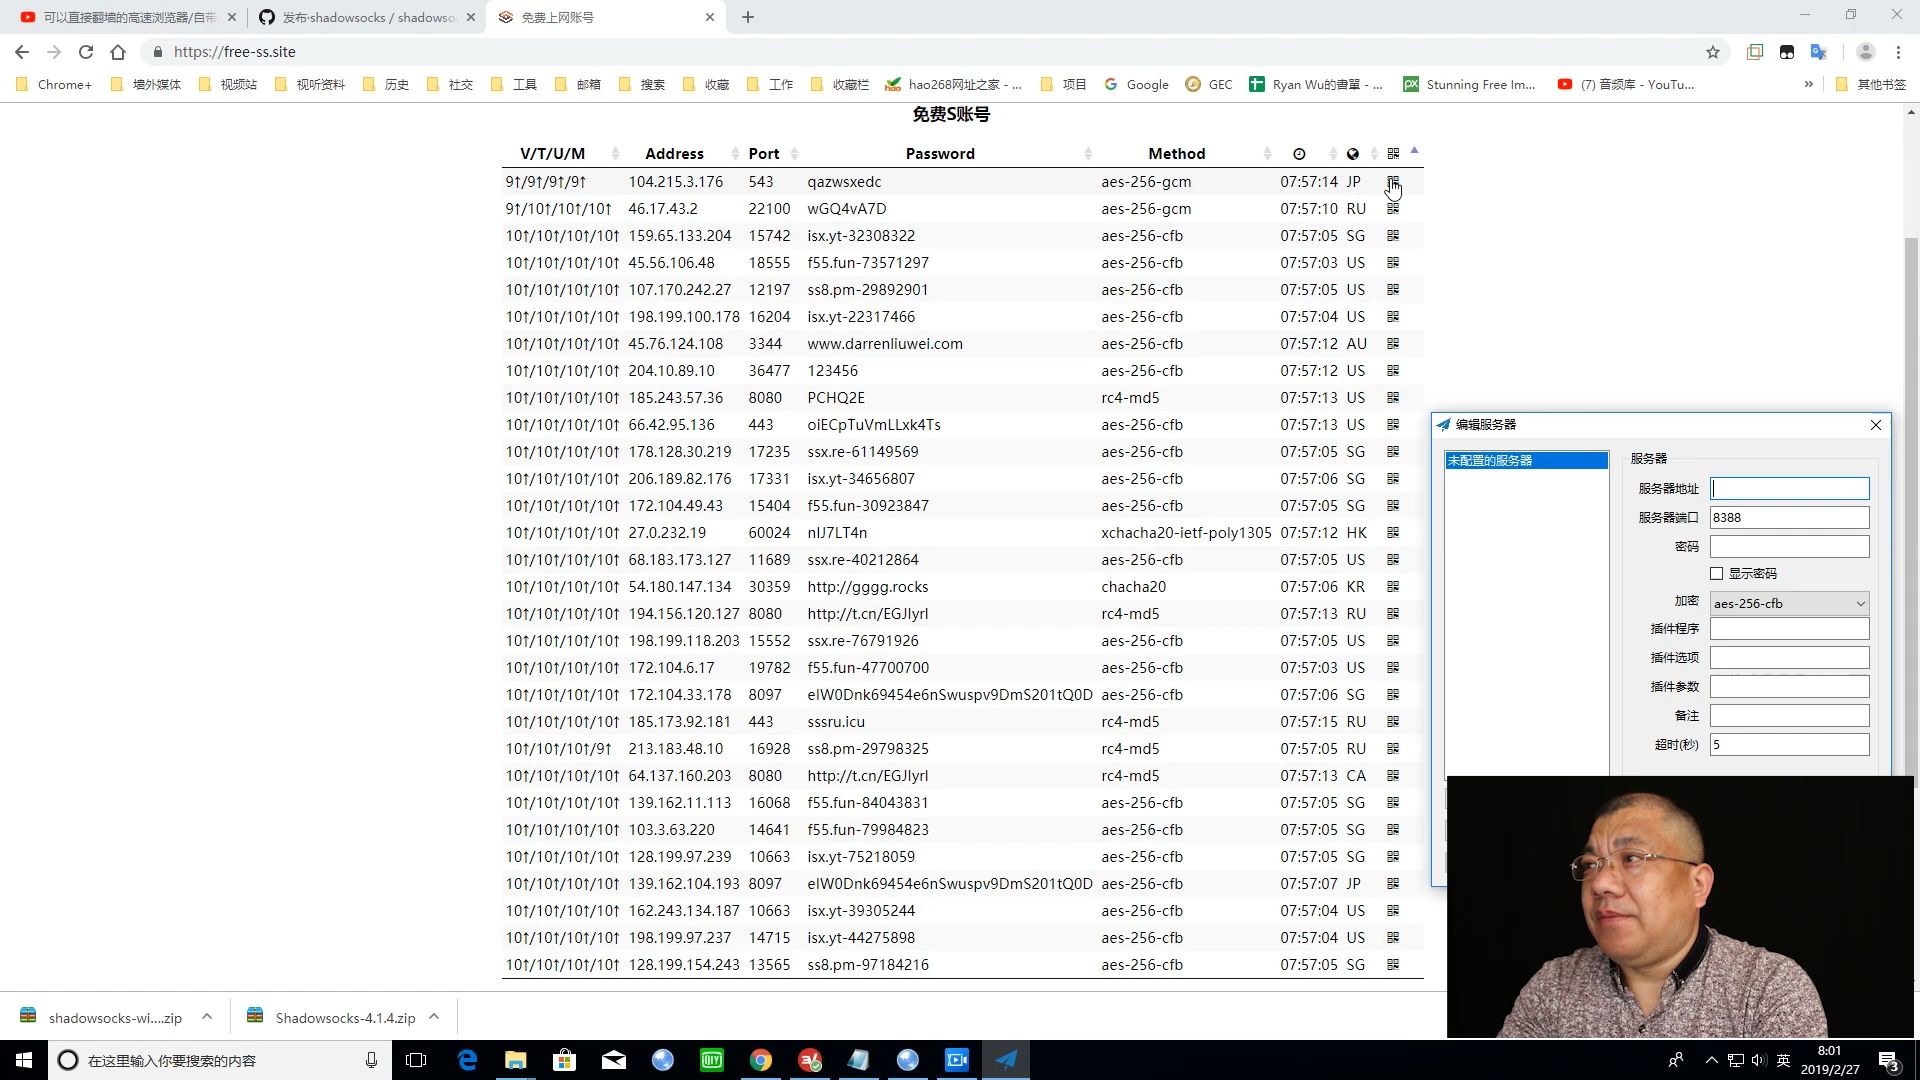 可以直接翻墙的高速浏览器/自带
发布·shadowsocks / shadowso
免费上网账号
https://free-ss.site
Chrome+
墙外媒体
视频站
视听资料
历史
社交
工具
邮箱
搜索
收藏
工作
收藏栏
hao268网址之家 - ...
项目
Google
GEC
Ryan Wu的書單 - ...
Stunning Free Im...
(7) 音频库 - YouTu...
»
其他书签
免费S账号
V/T/U/M Address Port Password Method
9↑/9↑/9↑/9↑ 104.215.3.176 543 qazwsxedc aes-256-gcm 07:57:14 JP
9↑/10↑/10↑/10↑ 46.17.43.2 22100 wGQ4vA7D aes-256-gcm 07:57:10 RU
10↑/10↑/10↑/10↑ 159.65.133.204 15742 isx.yt-32308322 aes-256-cfb 07:57:05 SG
10↑/10↑/10↑/10↑ 45.56.106.48 18555 f55.fun-73571297 aes-256-cfb 07:57:03 US
10↑/10↑/10↑/10↑ 107.170.242.27 12197 ss8.pm-29892901 aes-256-cfb 07:57:05 US
10↑/10↑/10↑/10↑ 198.199.100.178 16204 isx.yt-22317466 aes-256-cfb 07:57:04 US
10↑/10↑/10↑/10↑ 45.76.124.108 3344 www.darrenliuwei.com aes-256-cfb 07:57:12 AU
10↑/10↑/10↑/10↑ 204.10.89.10 36477 123456 aes-256-cfb 07:57:12 US
10↑/10↑/10↑/10↑ 185.243.57.36 8080 PCHQ2E rc4-md5 07:57:13 US
10↑/10↑/10↑/10↑ 66.42.95.136 443 oiECpTuVmLLxk4Ts aes-256-cfb 07:57:13 US
10↑/10↑/10↑/10↑ 178.128.30.219 17235 ssx.re-61149569 aes-256-cfb 07:57:05 SG
10↑/10↑/10↑/10↑ 206.189.82.176 17331 isx.yt-34656807 aes-256-cfb 07:57:06 SG
10↑/10↑/10↑/10↑ 172.104.49.43 15404 f55.fun-30923847 aes-256-cfb 07:57:05 SG
10↑/10↑/10↑/10↑ 27.0.232.19 60024 nIJ7LT4n xchacha20-ietf-poly1305 07:57:12 HK
10↑/10↑/10↑/10↑ 68.183.173.127 11689 ssx.re-40212864 aes-256-cfb 07:57:05 US
10↑/10↑/10↑/10↑ 54.180.147.134 30359 http://gggg.rocks chacha20 07:57:06 KR
10↑/10↑/10↑/10↑ 194.156.120.127 8080 http://t.cn/EGJIyrl rc4-md5 07:57:13 RU
10↑/10↑/10↑/10↑ 198.199.118.203 15552 ssx.re-76791926 aes-256-cfb 07:57:05 US
10↑/10↑/10↑/10↑ 172.104.6.17 19782 f55.fun-47700700 aes-256-cfb 07:57:03 US
10↑/10↑/10↑/10↑ 172.104.33.178 8097 eIW0Dnk69454e6nSwuspv9DmS201tQ0D aes-256-cfb 07:57:06 SG
10↑/10↑/10↑/10↑ 185.173.92.181 443 sssru.icu rc4-md5 07:57:15 RU
10↑/10↑/10↑/9↑ 213.183.48.10 16928 ss8.pm-29798325 rc4-md5 07:57:05 RU
10↑/10↑/10↑/10↑ 64.137.160.203 8080 http://t.cn/EGJIyrl rc4-md5 07:57:13 CA
10↑/10↑/10↑/10↑ 139.162.11.113 16068 f55.fun-84043831 aes-256-cfb 07:57:05 SG
10↑/10↑/10↑/10↑ 103.3.63.220 14641 f55.fun-79984823 aes-256-cfb 07:57:05 SG
10↑/10↑/10↑/10↑ 128.199.97.239 10663 isx.yt-75218059 aes-256-cfb 07:57:05 SG
10↑/10↑/10↑/10↑ 139.162.104.193 8097 eIW0Dnk69454e6nSwuspv9DmS201tQ0D aes-256-cfb 07:57:07 JP
10↑/10↑/10↑/10↑ 162.243.134.187 10663 isx.yt-39305244 aes-256-cfb 07:57:04 US
10↑/10↑/10↑/10↑ 198.199.97.237 14715 isx.yt-44275898 aes-256-cfb 07:57:04 US
10↑/10↑/10↑/10↑ 128.199.154.243 13565 ss8.pm-97184216 aes-256-cfb 07:57:05 SG
编辑服务器
未配置的服务器
服务器
服务器地址
服务器端口 8388
密码
显示密码
加密 aes-256-cfb
插件程序
插件选项
插件参数
备注
超时(秒) 5
shadowsocks-wi....zip
Shadowsocks-4.1.4.zip
在这里输入你要搜索的内容
DIY
英
8:01
2019/2/27
3